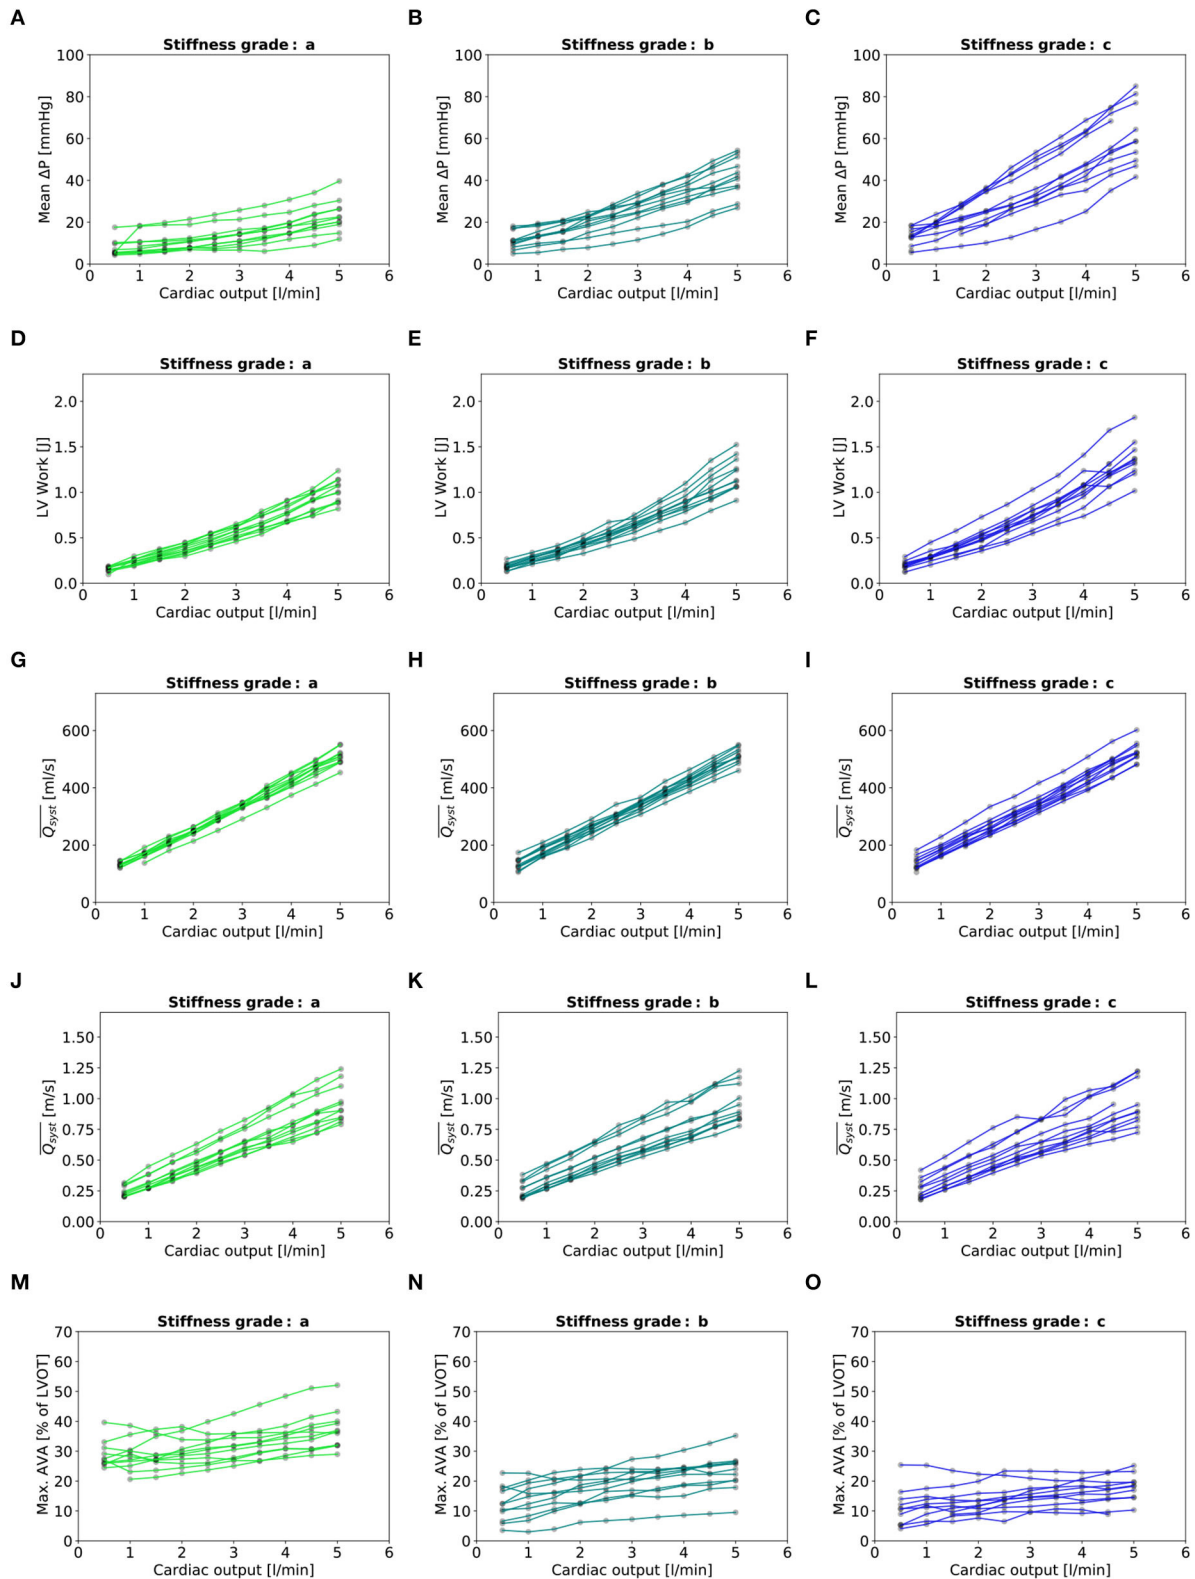 A B C
Stiffness grade: a Stiffness grade: b Stiffness grade: c
100 100 100
80 80 80
60 60 60
40 40 40
20 20 20
0 0 0
Mean ΔP [mmHg] Mean ΔP [mmHg] Mean ΔP [mmHg]
0 1 2 3 4 5 6 0 1 2 3 4 5 6 0 1 2 3 4 5 6
Cardiac output [l/min] Cardiac output [l/min] Cardiac output [l/min]
D E F
Stiffness grade: a Stiffness grade: b Stiffness grade: c
2.0 2.0 2.0
1.5 1.5 1.5
1.0 1.0 1.0
0.5 0.5 0.5
0.0 0.0 0.0
LV Work [J] LV Work [J] LV Work [J]
0 1 2 3 4 5 6 0 1 2 3 4 5 6 0 1 2 3 4 5 6
Cardiac output [l/min] Cardiac output [l/min] Cardiac output [l/min]
G H I
Stiffness grade: a Stiffness grade: b Stiffness grade: c
600 600 600
400 400 400
200 200 200
0 0 0
Qsyst [ml/s] Qsyst [ml/s] Qsyst [ml/s]
0 1 2 3 4 5 6 0 1 2 3 4 5 6 0 1 2 3 4 5 6
Cardiac output [l/min] Cardiac output [l/min] Cardiac output [l/min]
J K L
Stiffness grade: a Stiffness grade: b Stiffness grade: c
1.50 1.50 1.50
1.25 1.25 1.25
1.00 1.00 1.00
0.75 0.75 0.75
0.50 0.50 0.50
0.25 0.25 0.25
0.00 0.00 0.00
Qsyst [m/s] Qsyst [m/s] Qsyst [m/s]
0 1 2 3 4 5 6 0 1 2 3 4 5 6 0 1 2 3 4 5 6
Cardiac output [l/min] Cardiac output [l/min] Cardiac output [l/min]
M N O
Stiffness grade: a Stiffness grade: b Stiffness grade: c
70 70 70
60 60 60
50 50 50
40 40 40
30 30 30
20 20 20
10 10 10
0 0 0
Max. AVA [% of LVOT] Max. AVA [% of LVOT] Max. AVA [% of LVOT]
0 1 2 3 4 5 6 0 1 2 3 4 5 6 0 1 2 3 4 5 6
Cardiac output [l/min] Cardiac output [l/min] Cardiac output [l/min]